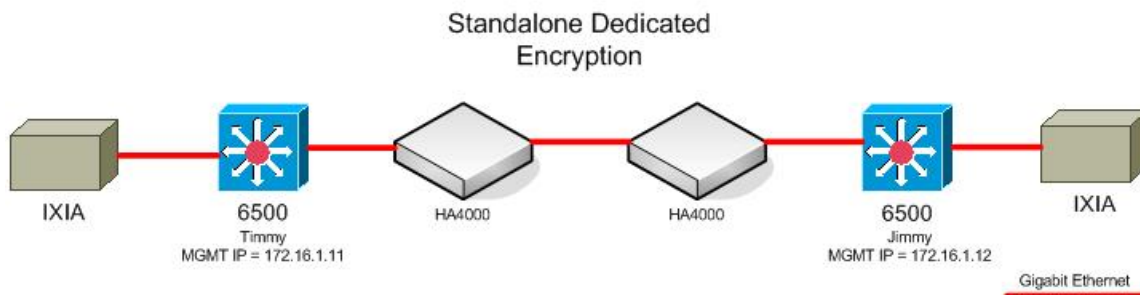 Standalone Dedicated
Encryption
IXIA
6500
Timmy
MGMT IP = 172.16.1.11
HA4000
HA4000
6500
Jimmy
MGMT IP = 172.16.1.12
IXIA
Gigabit Ethernet